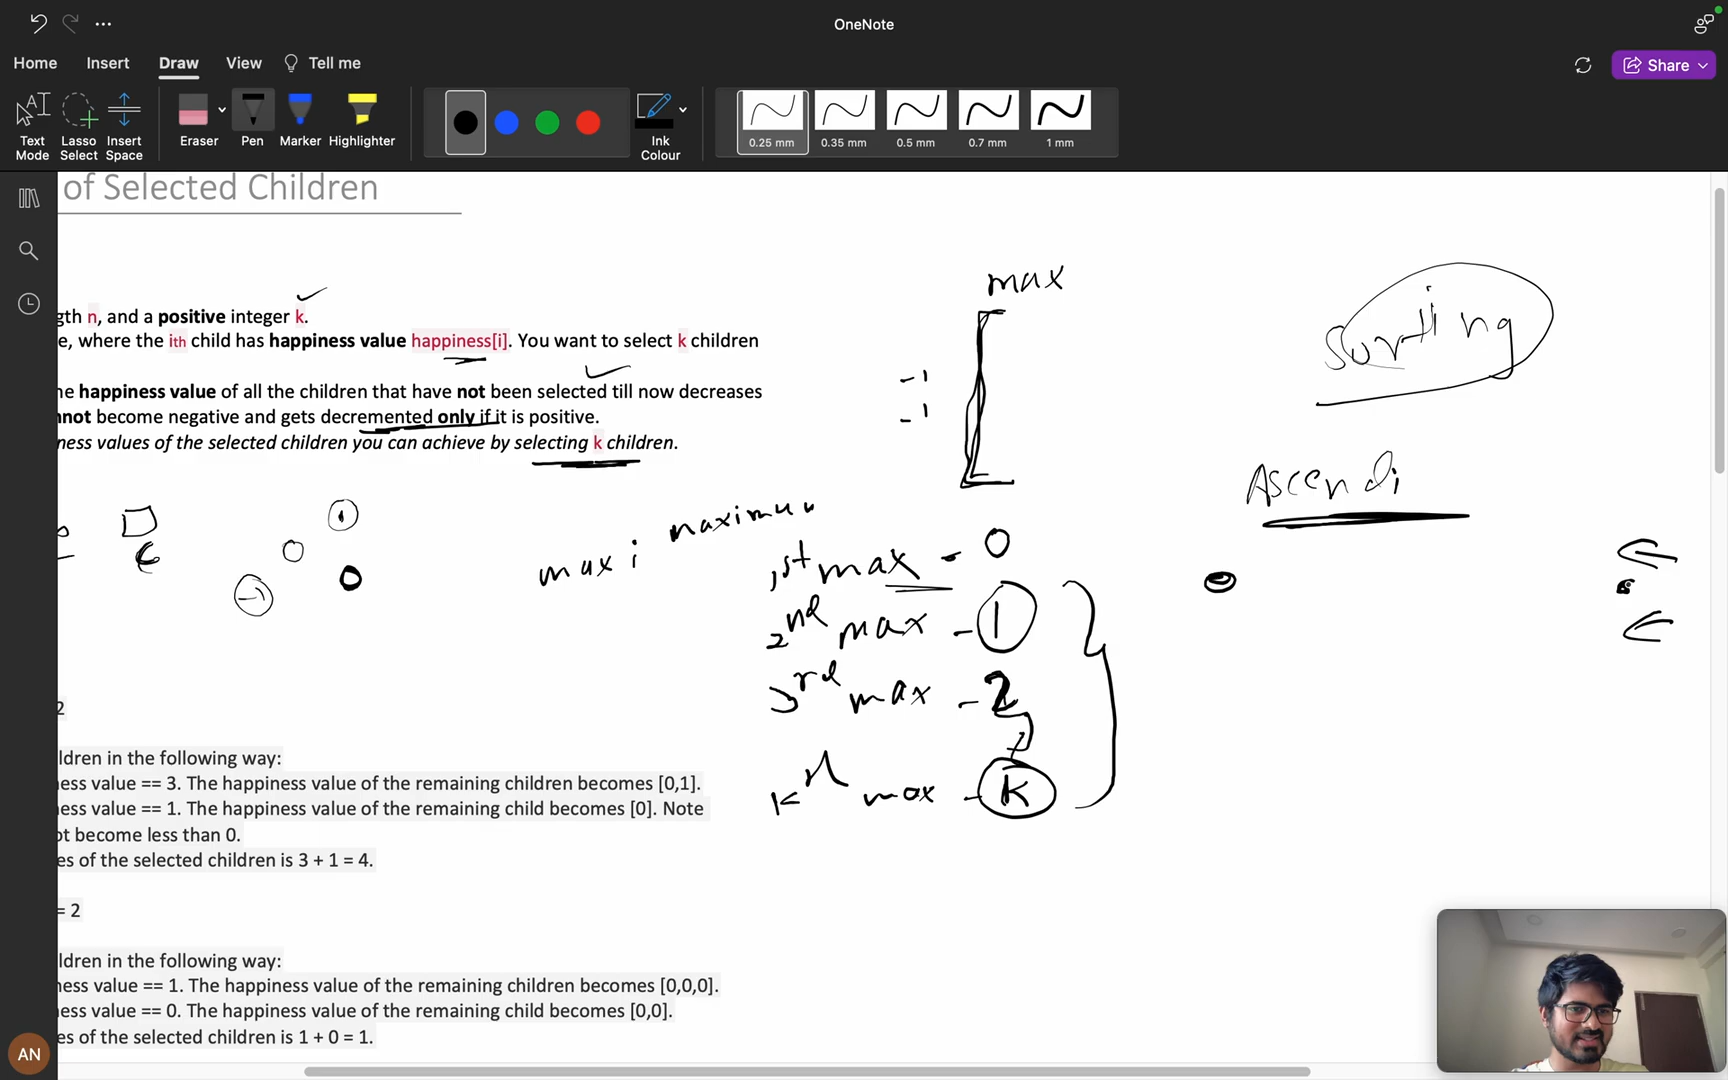 OneNote
Home Insert Draw View Tell me
Share
Text Mode
Lasso Select
Insert Space
Eraser
Pen
Marker
Highlighter
Ink Colour
0.25 mm
0.35 mm
0.5 mm
0.7 mm
1 mm
of Selected Children
gth n, and a positive integer k.
e, where the ith child has happiness value happiness[i]. You want to select k children
he happiness value of all the children that have not been selected till now decreases
nnot become negative and gets decremented only if it is positive.
ness values of the selected children you can achieve by selecting k children.
max
-1
-1
Sorting
Ascendi
maxi
maximu
1st max - 0
2nd max - 1
3rd max - 2
kth max - k
2
ldren in the following way:
ness value == 3. The happiness value of the remaining children becomes [0,1].
ness value == 1. The happiness value of the remaining child becomes [0]. Note
ot become less than 0.
es of the selected children is 3 + 1 = 4.
= 2
ldren in the following way:
ness value == 1. The happiness value of the remaining children becomes [0,0,0].
ness value == 0. The happiness value of the remaining child becomes [0,0].
es of the selected children is 1 + 0 = 1.
AN